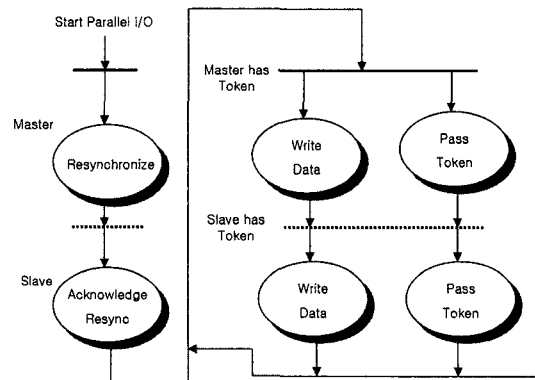 Start Parallel I/O
Master
Resynchronize
Slave
Acknowledge
Resync
Master has
Token
Write
Data
Pass
Token
Slave has
Token
Write
Data
Pass
Token